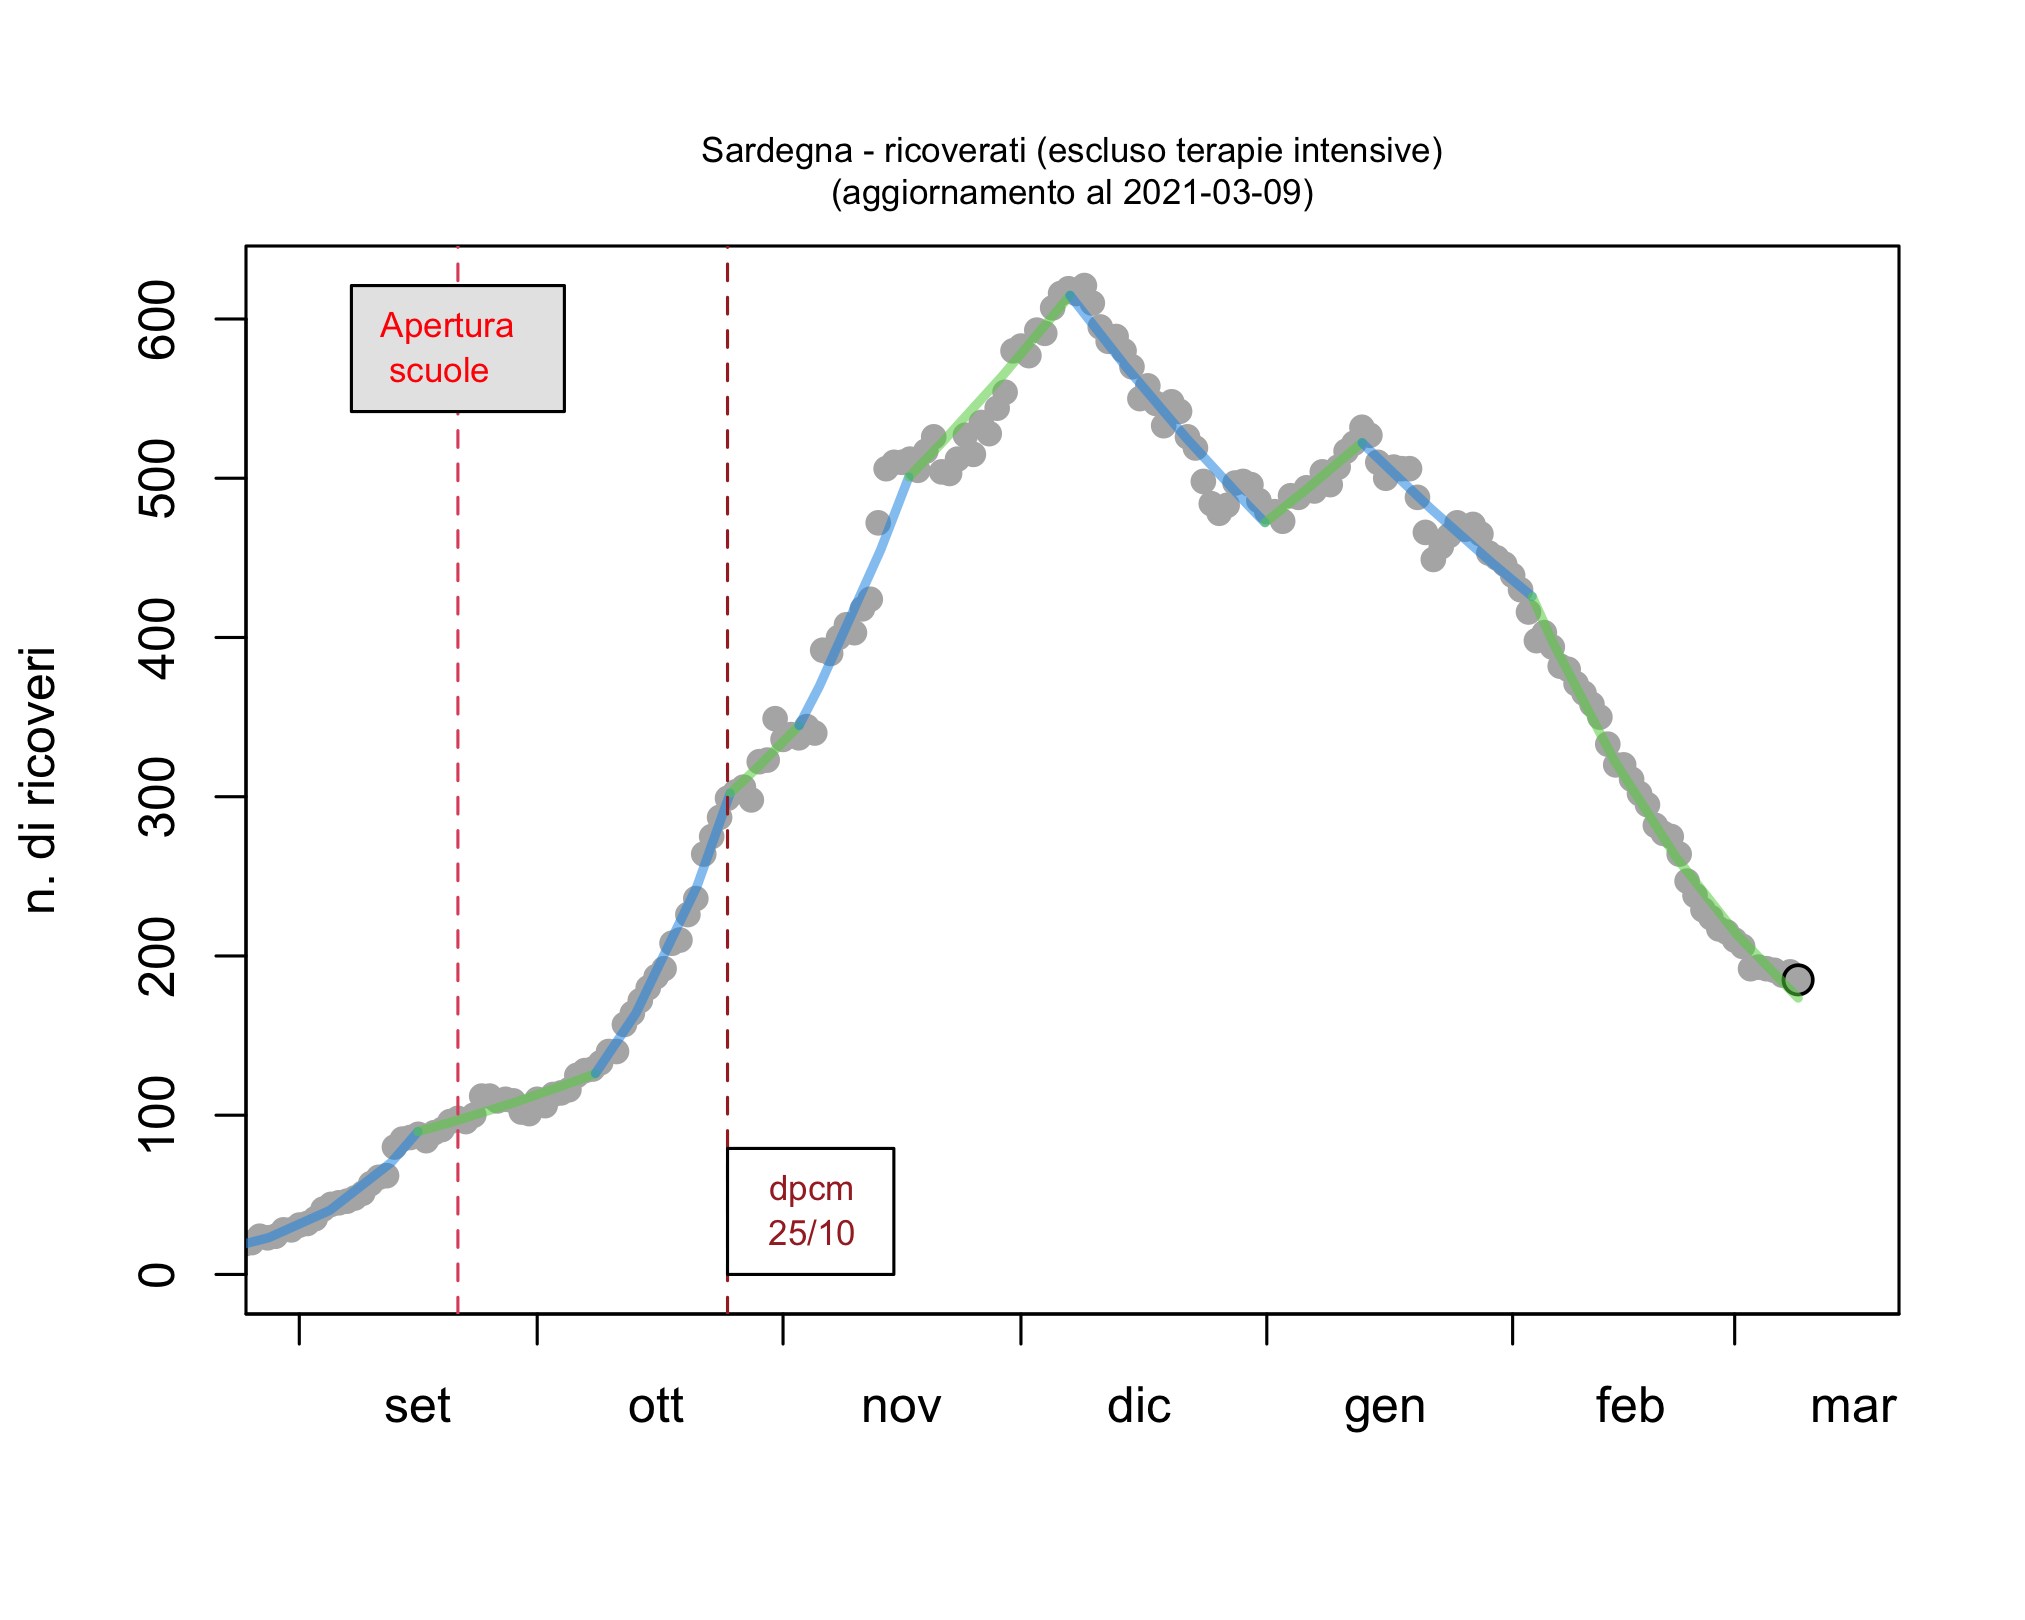 Sardegna - ricoverati (escluso terapie intensive)
(aggiornamento al 2021-03-09)
Apertura
scuole
n. di ricoveri
600
500
400
300
200
100
0
dpcm
25/10
set
ott
nov
dic
gen
feb
mar